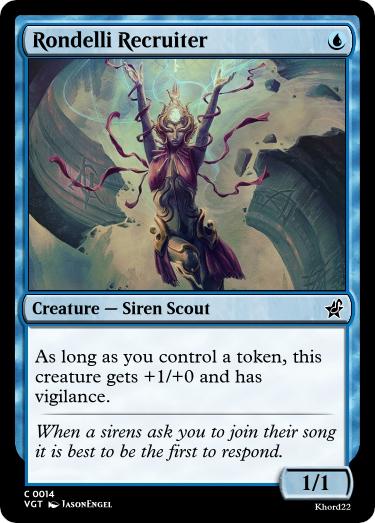 Rondelli Recruiter
Creature — Siren Scout
As long as you control a token, this
creature gets +1/+0 and has
vigilance.
When a sirens ask you to join their song
it is best to be the first to respond.
1/1
C 0014
VGT JasonEngel
Khord22